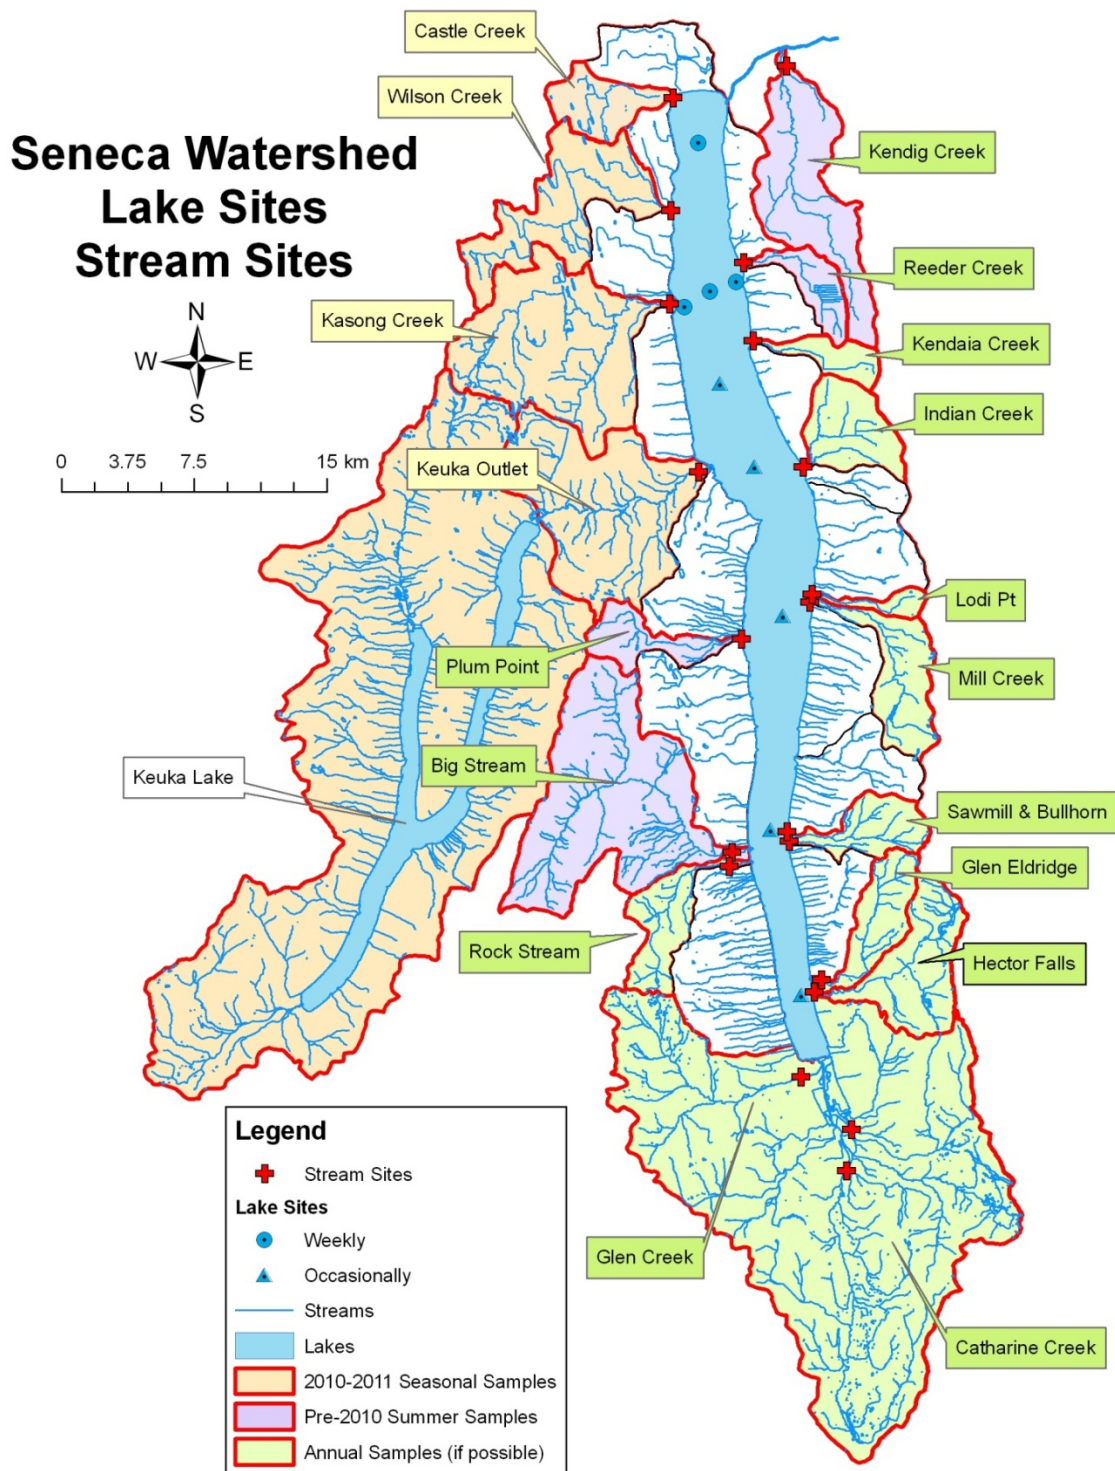 Castle Creek
Wilson Creek
Seneca Watershed
Lake Sites
Stream Sites
Kendig Creek
Reeder Creek
N
W
E
S
Kasong Creek
Kendaia Creek
Indian Creek
0 3.75 7.5 15 km
Keuka Outlet
Lodi Pt
Plum Point
Mill Creek
Keuka Lake
Big Stream
Sawmill & Bullhorn
Glen Eldridge
Rock Stream
Hector Falls
Glen Creek
Catharine Creek
Legend
Stream Sites
Lake Sites
Weekly
Occasionally
Streams
Lakes
2010-2011 Seasonal Samples
Pre-2010 Summer Samples
Annual Samples (if possible)